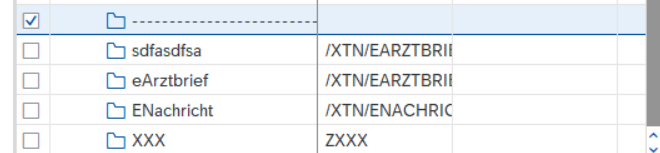 --------------------------
sdfasdfsa /XTN/EARZTBRIE
eArztbrief /XTN/EARZTBRIE
ENachricht /XTN/ENACHRIC
XXX ZXXX